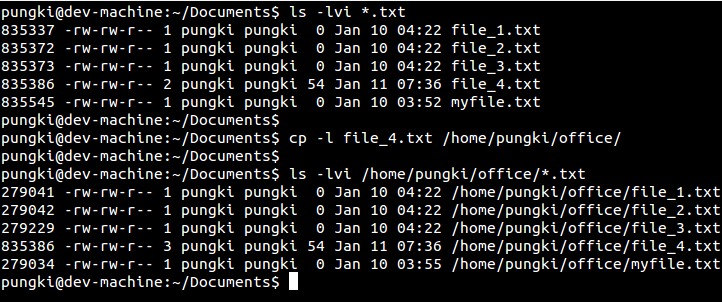 pungki@dev-machine:~/Documents$ ls -lvi *.txt
835337 -rw-rw-r-- 1 pungki pungki  0 Jan 10 04:22 file_1.txt
835372 -rw-rw-r-- 1 pungki pungki  0 Jan 10 04:22 file_2.txt
835373 -rw-rw-r-- 1 pungki pungki  0 Jan 10 04:22 file_3.txt
835386 -rw-rw-r-- 2 pungki pungki 54 Jan 11 07:36 file_4.txt
835545 -rw-rw-r-- 1 pungki pungki  0 Jan 10 03:52 myfile.txt
pungki@dev-machine:~/Documents$
pungki@dev-machine:~/Documents$ cp -l file_4.txt /home/pungki/office/
pungki@dev-machine:~/Documents$
pungki@dev-machine:~/Documents$ ls -lvi /home/pungki/office/*.txt
279041 -rw-rw-r-- 1 pungki pungki  0 Jan 10 04:22 /home/pungki/office/file_1.txt
279042 -rw-rw-r-- 1 pungki pungki  0 Jan 10 04:22 /home/pungki/office/file_2.txt
279229 -rw-rw-r-- 1 pungki pungki  0 Jan 10 04:22 /home/pungki/office/file_3.txt
835386 -rw-rw-r-- 3 pungki pungki 54 Jan 11 07:36 /home/pungki/office/file_4.txt
279034 -rw-rw-r-- 1 pungki pungki  0 Jan 10 03:55 /home/pungki/office/myfile.txt
pungki@dev-machine:~/Documents$